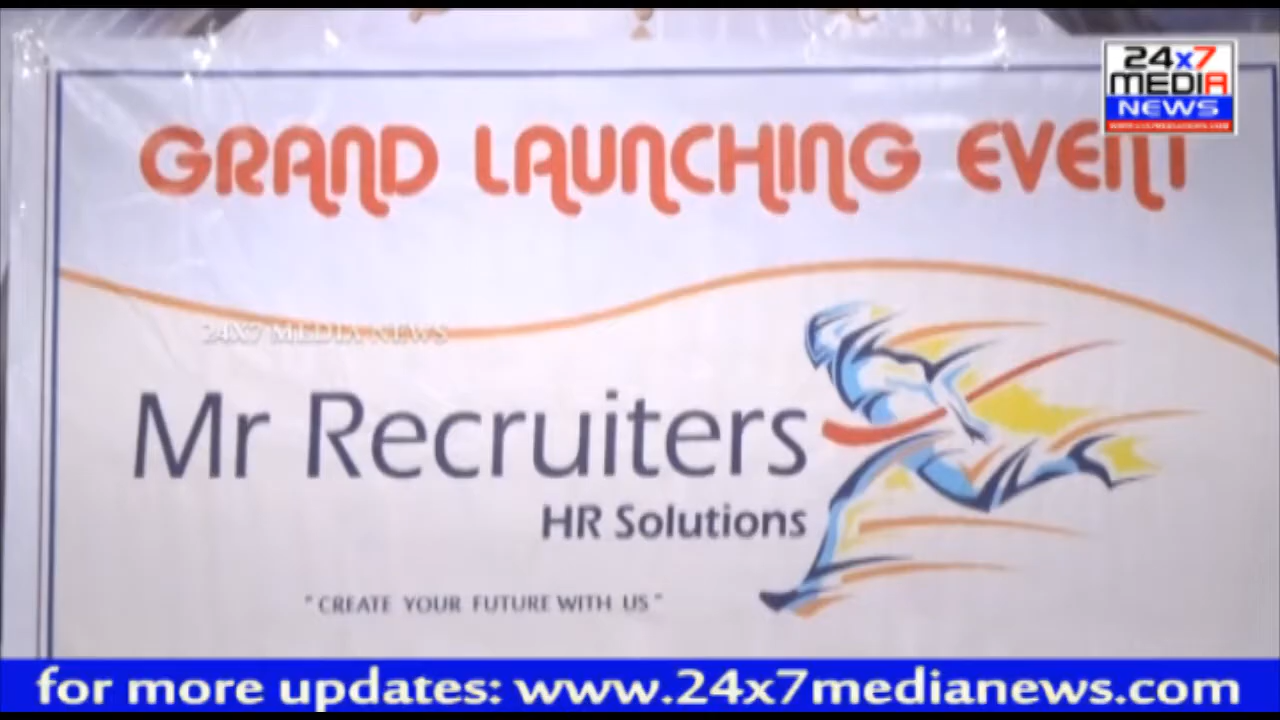 24x7
MEDIA
NEWS
GRAND LAUNCHING EVENT
24X7 MEDIA NEWS
Mr Recruiters
HR Solutions
"CREATE YOUR FUTURE WITH US"
for more updates: www.24x7medianews.com